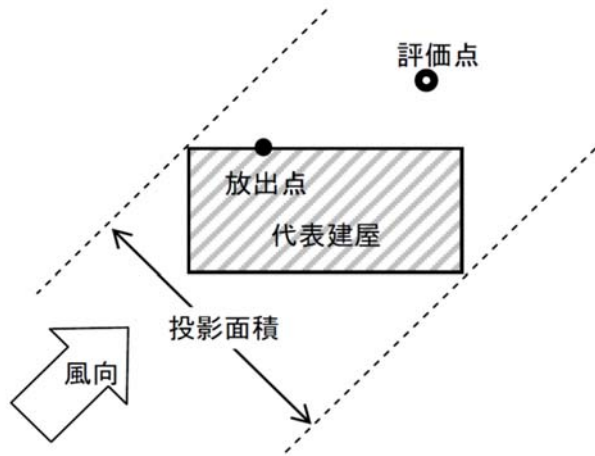 評価点
放出点
代表建屋
投影面積
風向